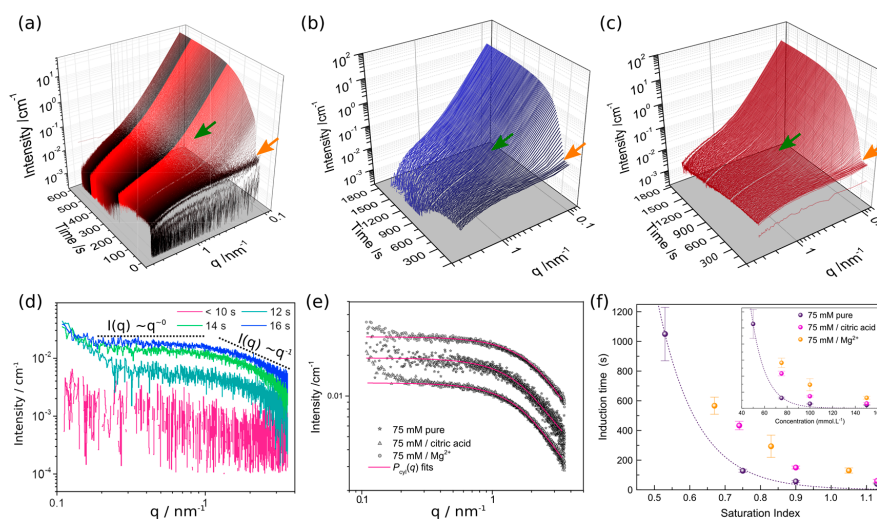 (a)
(b)
(c)
Intensity |cm⁻¹
10¹
10⁰
10⁻¹
10⁻²
10⁻³
600
500
400
300
200
100
0
Time /s
1
0.1
q /nm⁻¹
Intensity |cm⁻¹
10²
10¹
10⁰
10⁻¹
10⁻²
10⁻³
1800
1500
1200
900
600
300
Time /s
1
0.1
q /nm⁻¹
Intensity |cm⁻¹
10²
10¹
10⁰
10⁻¹
10⁻²
10⁻³
1800
1500
1200
900
600
300
Time /s
1
0.1
q /nm⁻¹
(d)
I(q) ~q⁻⁰
< 10 s
12 s
14 s
16 s
I(q) ~q⁻¹
Intensity / cm⁻¹
10⁻²
10⁻³
10⁻⁴
0.10
1.00
q / nm⁻¹
(e)
Intensity /cm⁻¹
0.01
75 mM pure
75 mM / citric acid
75 mM / Mg²⁺
P_cyl(q) fits
0.10
1.00
q / nm⁻¹
(f)
Induction time (s)
1200
1000
800
600
400
200
0
75 mM pure
75 mM / citric acid
75 mM / Mg²⁺
40
60
80
100
120
140
Concentration (mmol.L⁻¹)
0.5
0.6
0.7
0.8
0.9
1.0
1.1
Saturation Index